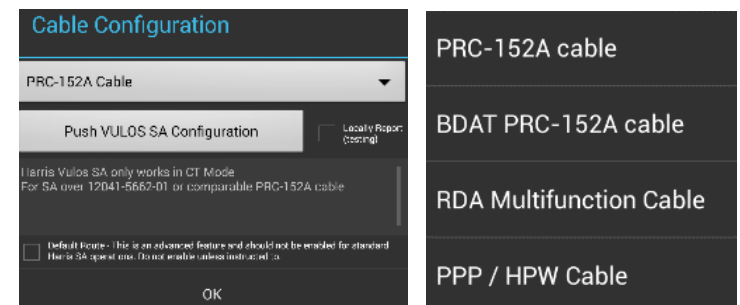 Cable Configuration
PRC-152A Cable
Push VULOS SA Configuration
Locally Report
(testing)
Harris Vulos SA only works in CT Mode
For SA over 12041-5662-01 or comparable PRC-152A cable
Default Route - This is an advanced feature and should not be enabled for standard
Harris SA operations. Do not enable unless instructed to.
OK
PRC-152A cable
BDAT PRC-152A cable
RDA Multifunction Cable
PPP / HPW Cable